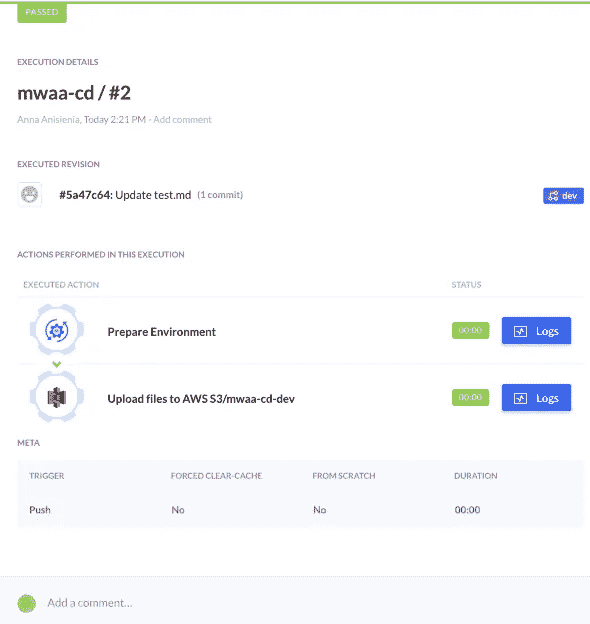 PASSED
EXECUTION DETAILS
mwaa-cd / #2
Anna Anisienia, Today 2:21 PM · Add comment
EXECUTED REVISION
#5a47c64: Update test.md (1 commit) dev
ACTIONS PERFORMED IN THIS EXECUTION
EXECUTED ACTION STATUS
Prepare Environment 00:00 Logs
Upload files to AWS S3/mwaa-cd-dev 00:00 Logs
META
TRIGGER FORCED CLEAR-CACHE FROM SCRATCH DURATION
Push No No 00:00
Add a comment...